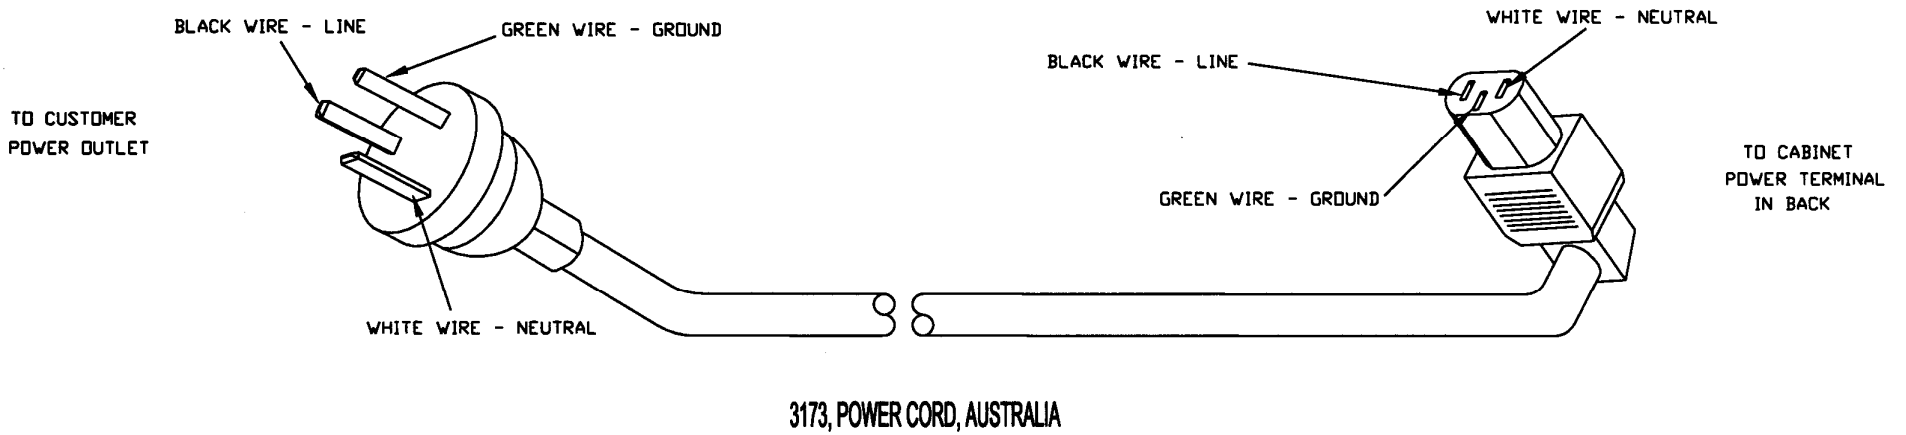 BLACK WIRE - LINE
GREEN WIRE - GROUND
TO CUSTOMER
POWER OUTLET
WHITE WIRE - NEUTRAL
WHITE WIRE - NEUTRAL
BLACK WIRE - LINE
GREEN WIRE - GROUND
TO CABINET
POWER TERMINAL
IN BACK
3173, POWER CORD, AUSTRALIA